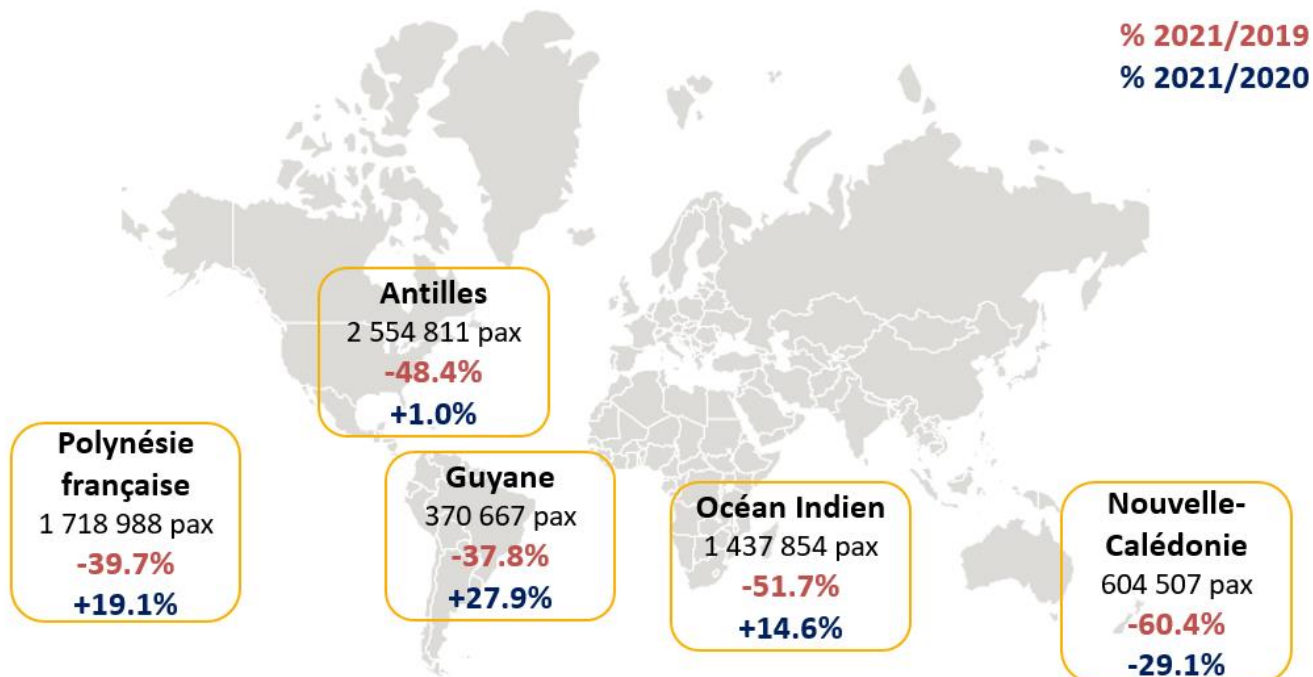 % 2021/2019
% 2021/2020
Antilles
2 554 811 pax
-48.4%
+1.0%
Polynésie
française
1 718 988 pax
-39.7%
+19.1%
Guyane
370 667 pax
-37.8%
+27.9%
Océan Indien
1 437 854 pax
-51.7%
+14.6%
Nouvelle-
Calédonie
604 507 pax
-60.4%
-29.1%